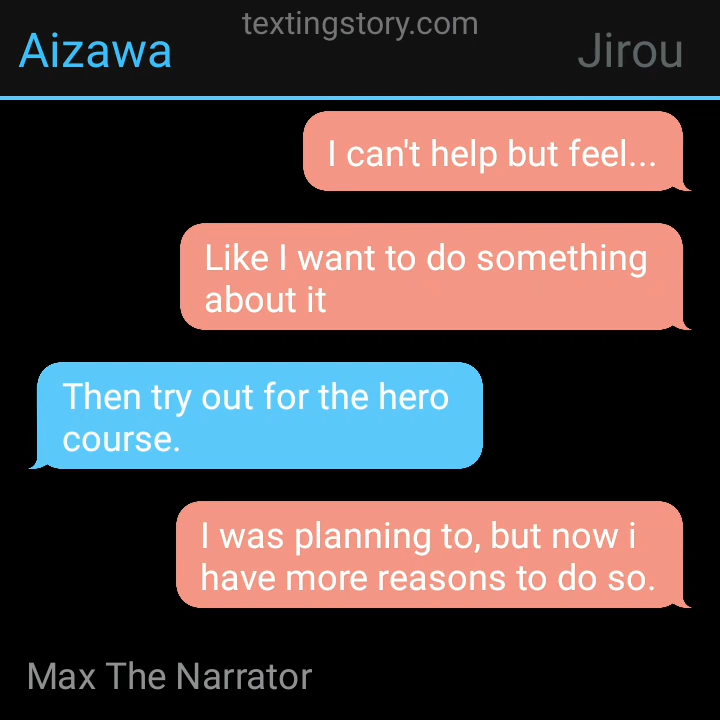 textingstory.com
Aizawa
Jirou
I can't help but feel...
Like I want to do something
about it
Then try out for the hero
course.
I was planning to, but now i
have more reasons to do so.
Max The Narrator